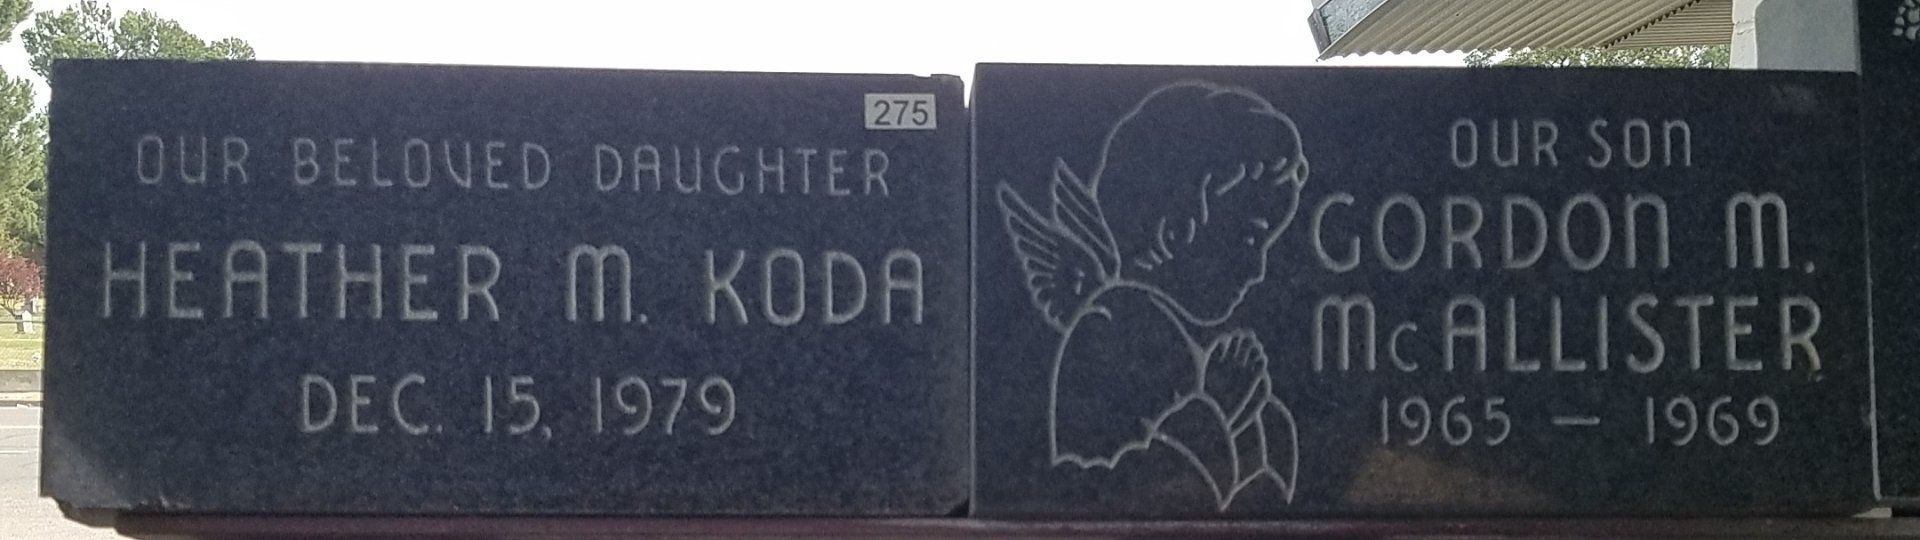 275
OUR BELOVED DAUGHTER
HEATHER M. KODA
DEC. 15, 1979
OUR SON
GORDON M.
McALLISTER
1965 — 1969